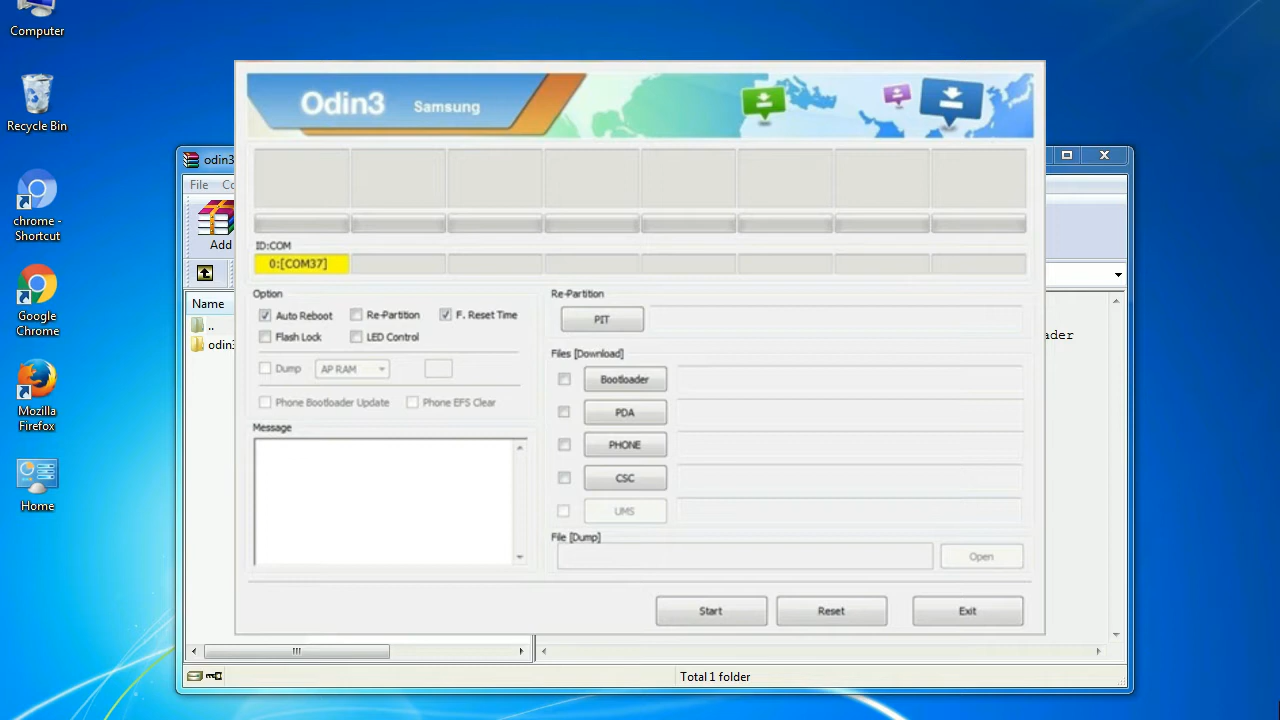 Computer
Recycle Bin
chrome -
Shortcut
Google
Chrome
Mozilla
Firefox
Home
odin3
File Co
Add
Name
..
odin3
ader
Total 1 folder
Odin3 Samsung
ID:COM
0:[COM37]
Option
Auto Reboot Re-Partition F. Reset Time
Flash Lock LED Control
Dump AP RAM
Phone Bootloader Update Phone EFS Clear
Message
Re-Partition
PIT
Files [Download]
Bootloader
PDA
PHONE
CSC
UMS
File [Dump]
Open
Start Reset Exit